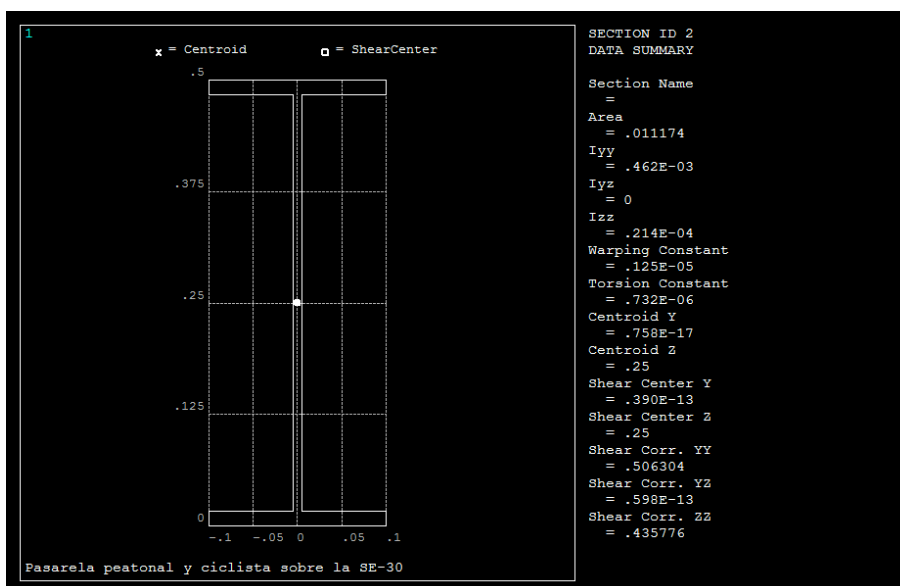 1
x = Centroid
= ShearCenter
.5
.375
.25
.125
0
-.1 -.05 0 .05 .1
Pasarela peatonal y ciclista sobre la SE-30
SECTION ID 2
DATA SUMMARY
Section Name
=
Area
= .011174
Iyy
= .462E-03
Iyz
= 0
Izz
= .214E-04
Warping Constant
= .125E-05
Torsion Constant
= .732E-06
Centroid Y
= .758E-17
Centroid Z
= .25
Shear Center Y
= .390E-13
Shear Center Z
= .25
Shear Corr. YY
= .506304
Shear Corr. YZ
= .598E-13
Shear Corr. ZZ
= .435776